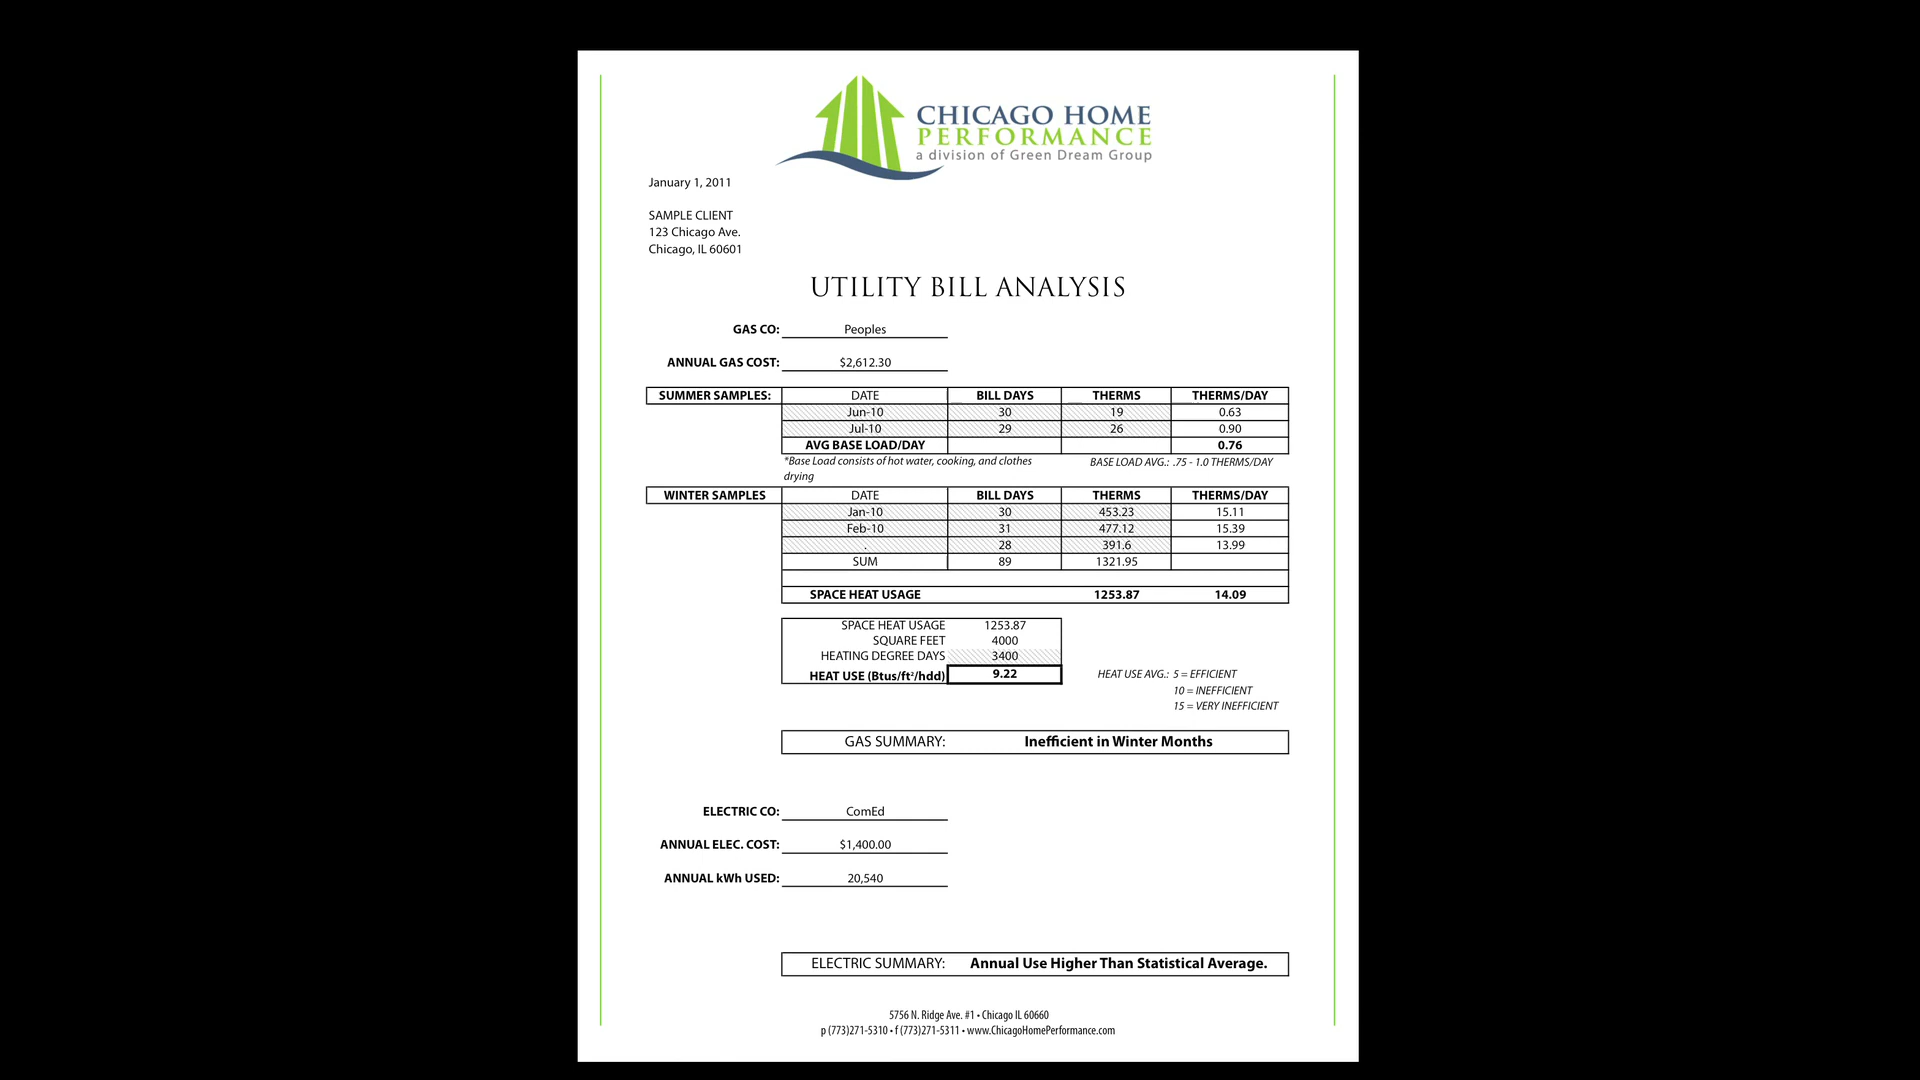 CHICAGO HOME
PERFORMANCE
a division of Green Dream Group
January 1, 2011
SAMPLE CLIENT
123 Chicago Ave.
Chicago, IL 60601
UTILITY BILL ANALYSIS
GAS CO: Peoples
ANNUAL GAS COST: $2,612.30
SUMMER SAMPLES: DATE BILL DAYS THERMS THERMS/DAY
Jun-10 30 19 0.63
Jul-10 29 26 0.90
AVG BASE LOAD/DAY 0.76
*Base Load consists of hot water, cooking, and clothes BASE LOAD AVG.: .75 - 1.0 THERMS/DAY
drying
WINTER SAMPLES DATE BILL DAYS THERMS THERMS/DAY
Jan-10 30 453.23 15.11
Feb-10 31 477.12 15.39
. 28 391.6 13.99
SUM 89 1321.95
SPACE HEAT USAGE 1253.87 14.09
SPACE HEAT USAGE 1253.87
SQUARE FEET 4000
HEATING DEGREE DAYS 3400
HEAT USE (Btus/ft²/hdd) 9.22 HEAT USE AVG.: 5 = EFFICIENT
10 = INEFFICIENT
15 = VERY INEFFICIENT
GAS SUMMARY: Inefficient in Winter Months
ELECTRIC CO: ComEd
ANNUAL ELEC. COST: $1,400.00
ANNUAL kWh USED: 20,540
ELECTRIC SUMMARY: Annual Use Higher Than Statistical Average.
5756 N. Ridge Ave. #1 • Chicago IL 60660
p (773)271-5310 • f (773)271-5311 • www.ChicagoHomePerformance.com